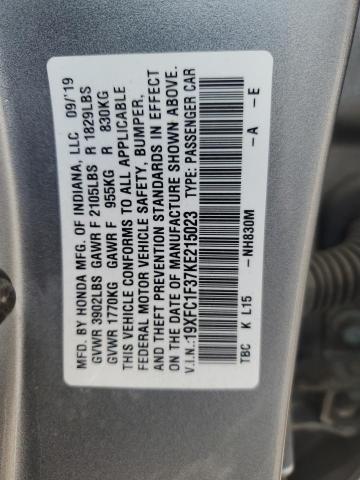 MFD. BY HONDA MFG. OF INDIANA, LLC 09/'19
GVWR 3902LBS GAWR F 2105LBS R 1829LBS
GVWR 1770KG GAWR F 955KG R 830KG
THIS VEHICLE CONFORMS TO ALL APPLICABLE
FEDERAL MOTOR VEHICLE SAFETY, BUMPER,
AND THEFT PREVENTION STANDARDS IN EFFECT
ON THE DATE OF MANUFACTURE SHOWN ABOVE.
V.I.N.:19XFC1F37KE215023 TYPE: PASSENGER CAR
TBC K L15 -NH830M -A -E